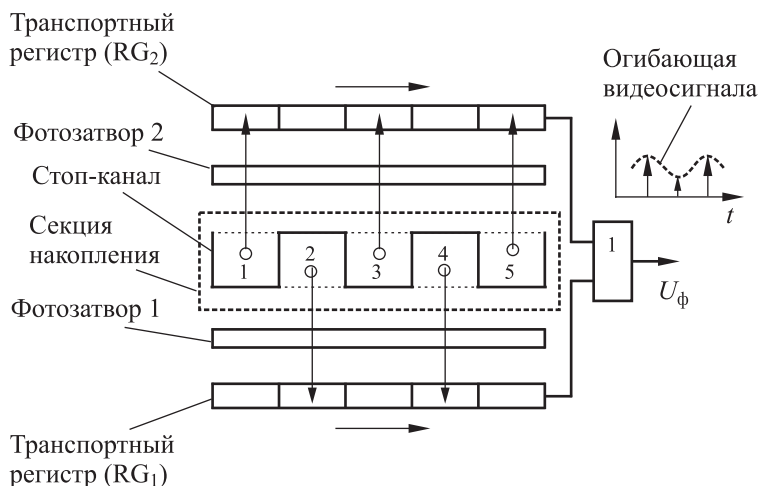 Транспортный
регистр (RG₂)
Огибающая
видеосигнала
Фотозатвор 2
Стоп-канал
Секция
накопления
t
1
2
3
4
5
1
Uф
Фотозатвор 1
Транспортный
регистр (RG₁)